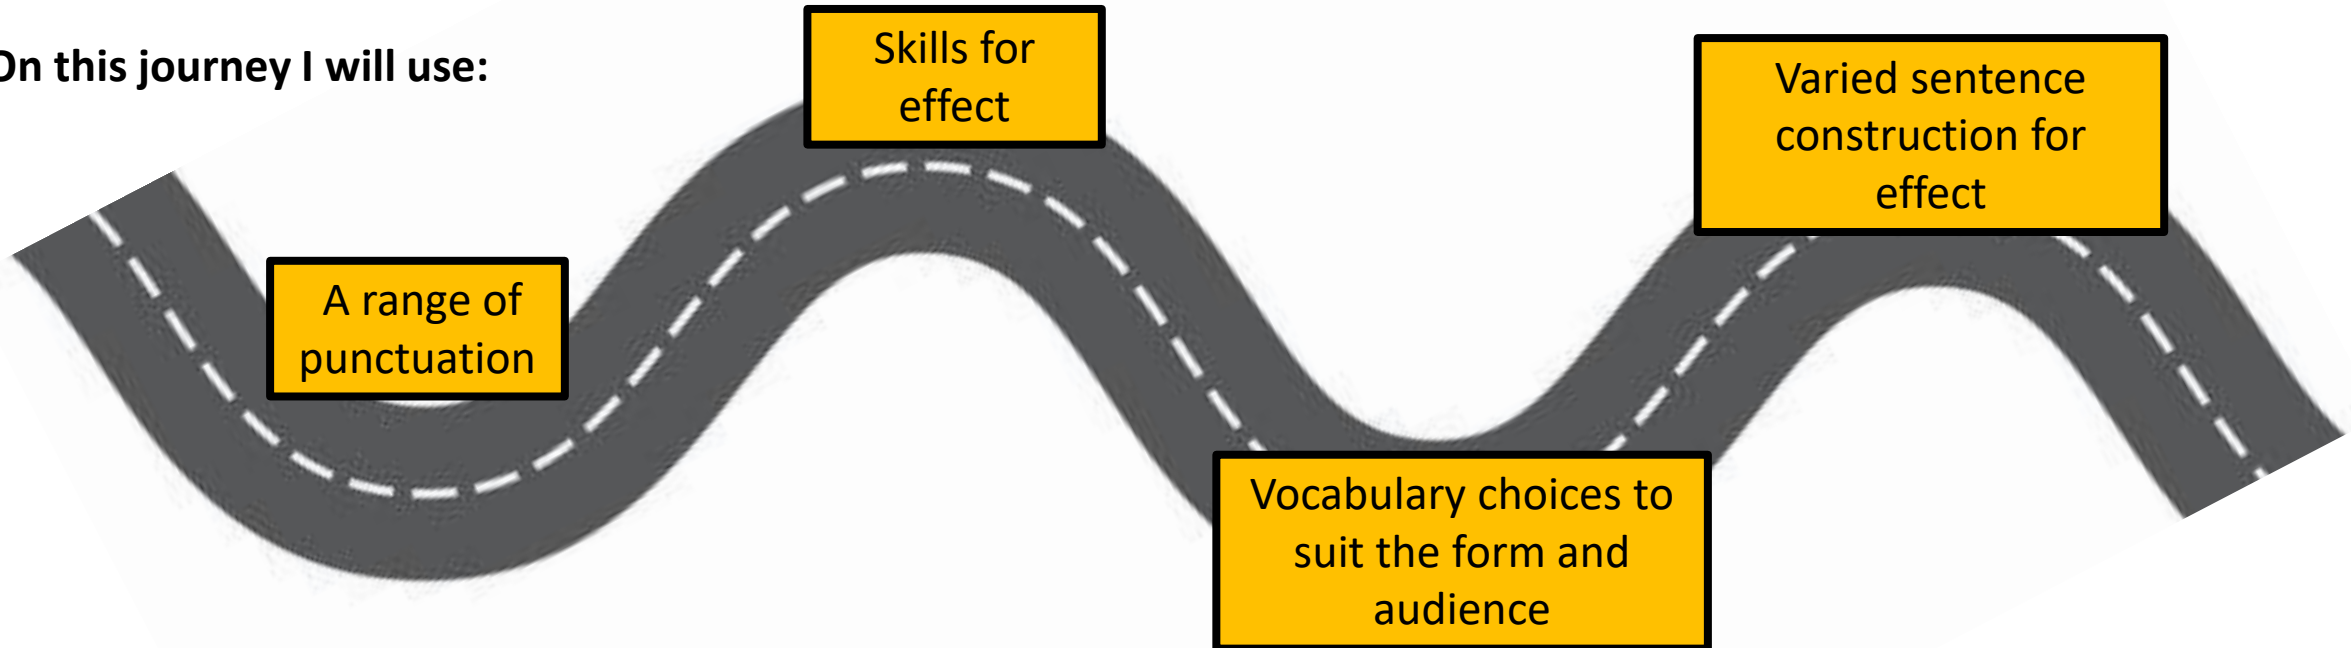 On this journey I will use:
A range of
punctuation
Skills for
effect
Vocabulary choices to
suit the form and
audience
Varied sentence
construction for
effect